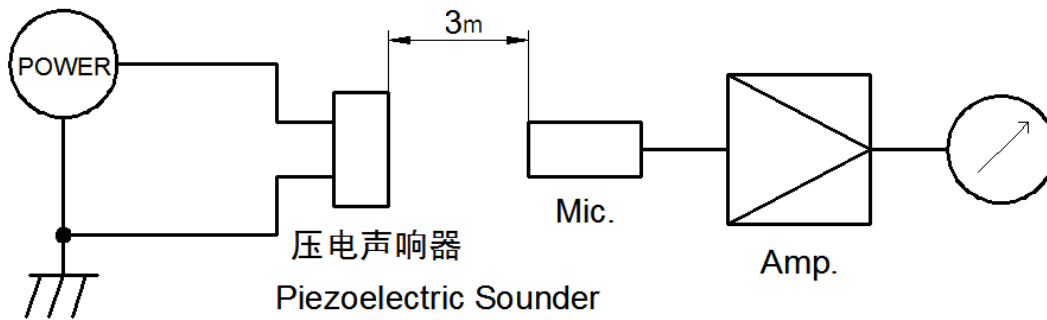 3m
POWER
Mic.
压电声响器
Amp.
Piezoelectric Sounder